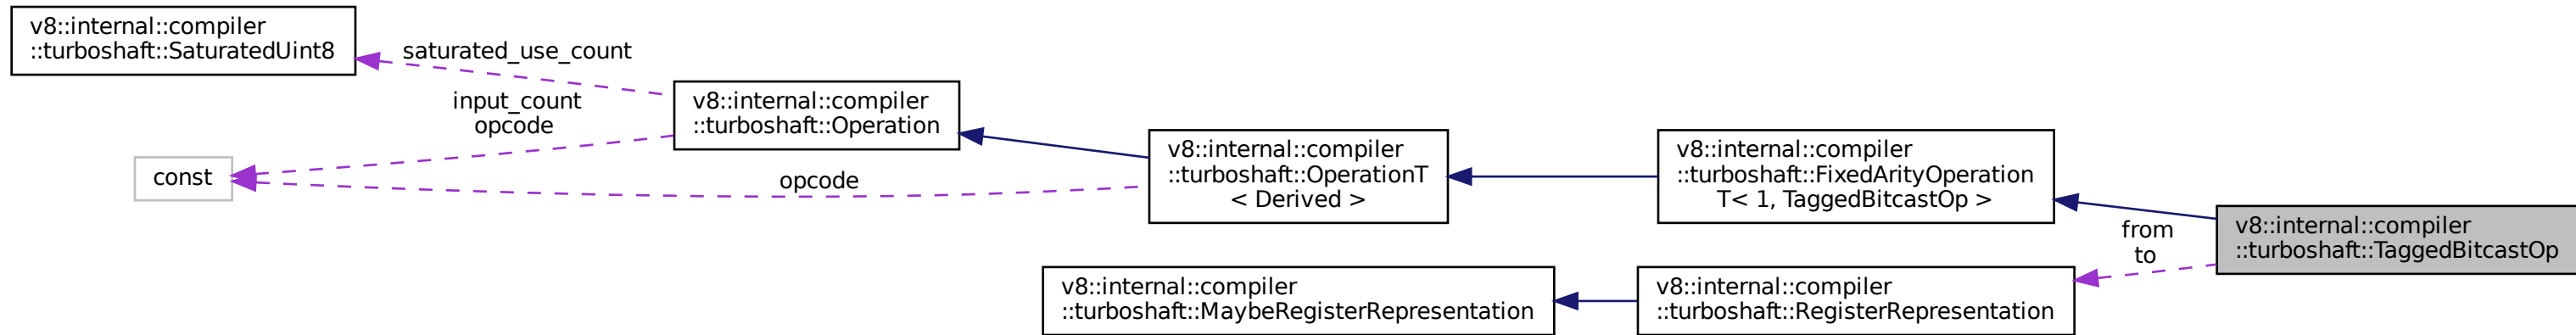 v8::internal::compiler
::turboshaft::SaturatedUint8
saturated_use_count
input_count
opcode
const
v8::internal::compiler
::turboshaft::Operation
opcode
v8::internal::compiler
::turboshaft::OperationT
< Derived >
v8::internal::compiler
::turboshaft::FixedArityOperation
T< 1, TaggedBitcastOp >
from
to
v8::internal::compiler
::turboshaft::TaggedBitcastOp
v8::internal::compiler
::turboshaft::MaybeRegisterRepresentation
v8::internal::compiler
::turboshaft::RegisterRepresentation